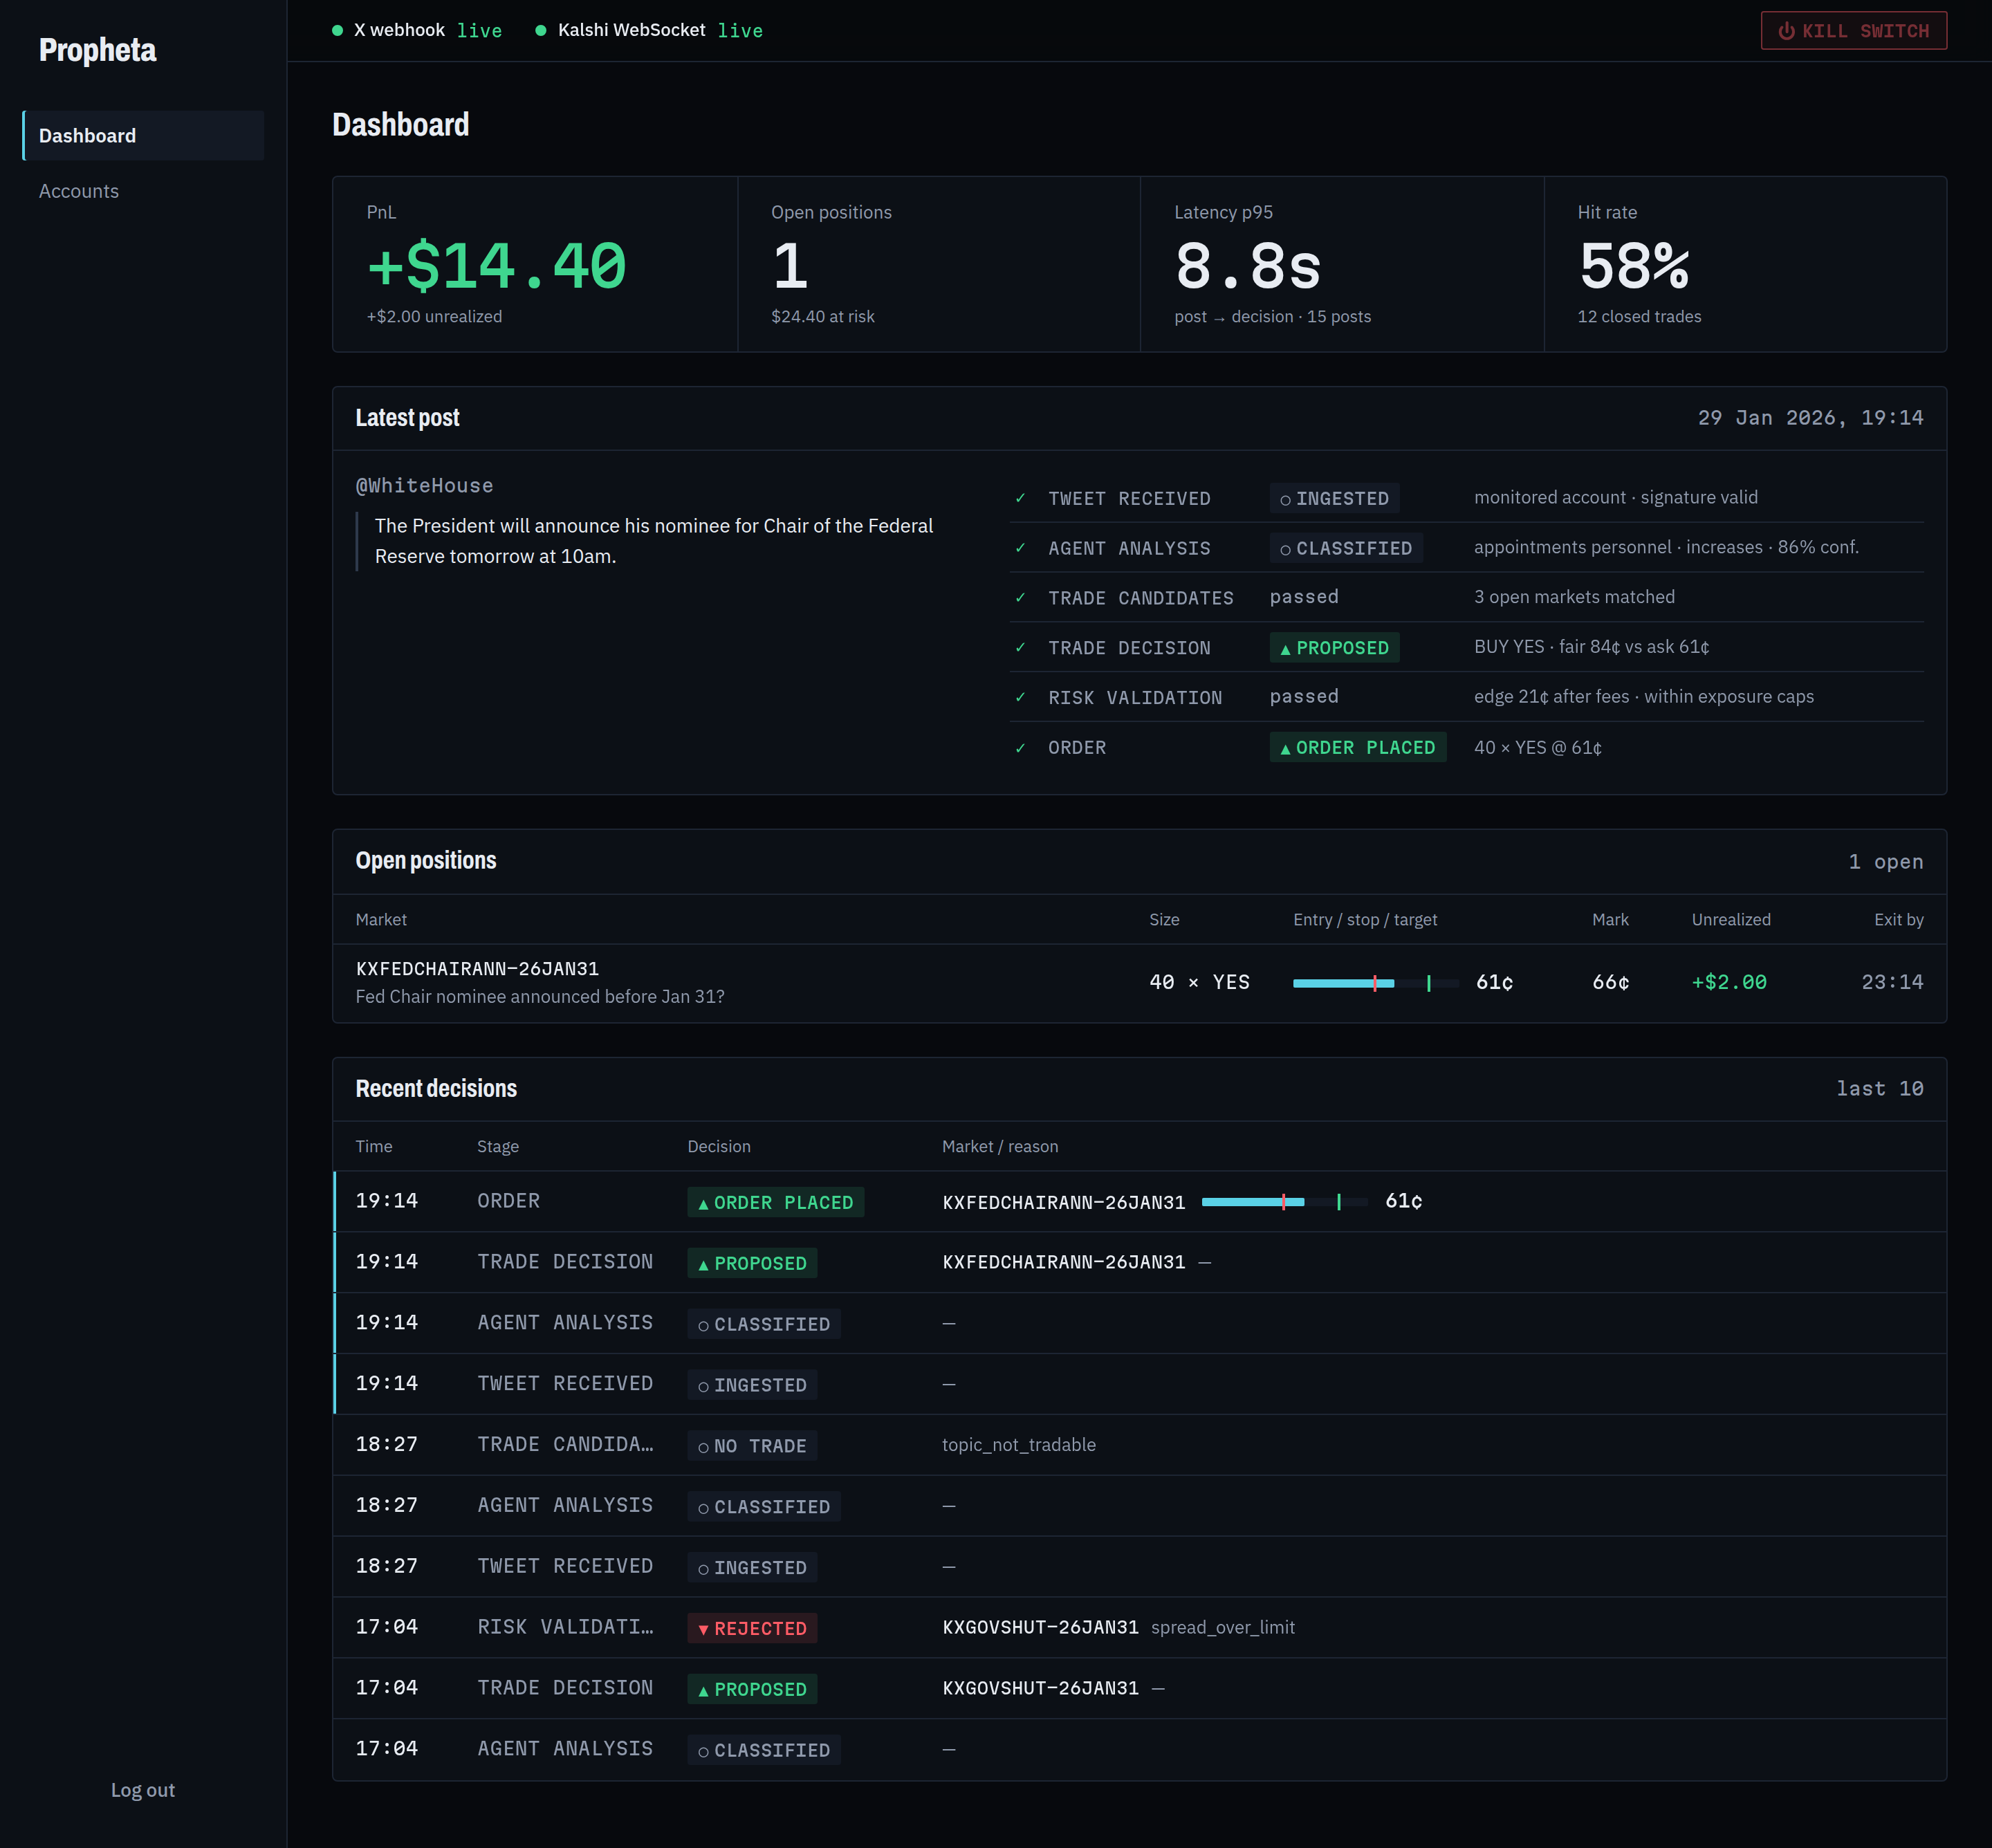 Propheta
Dashboard
Accounts
Log out
X webhook live
Kalshi WebSocket live
KILL SWITCH
Dashboard
PnL
+$14.40
+$2.00 unrealized
Open positions
1
$24.40 at risk
Latency p95
8.8s
post → decision · 15 posts
Hit rate
58%
12 closed trades
Latest post 29 Jan 2026, 19:14
@WhiteHouse
The President will announce his nominee for Chair of the Federal
Reserve tomorrow at 10am.
✓ TWEET RECEIVED ○ INGESTED monitored account · signature valid
✓ AGENT ANALYSIS ○ CLASSIFIED appointments personnel · increases · 86% conf.
✓ TRADE CANDIDATES passed 3 open markets matched
✓ TRADE DECISION ▲ PROPOSED BUY YES · fair 84¢ vs ask 61¢
✓ RISK VALIDATION passed edge 21¢ after fees · within exposure caps
✓ ORDER ▲ ORDER PLACED 40 × YES @ 61¢
Open positions 1 open
Market Size Entry / stop / target Mark Unrealized Exit by
KXFEDCHAIRANN-26JAN31
Fed Chair nominee announced before Jan 31?
40 × YES 61¢ 66¢ +$2.00 23:14
Recent decisions last 10
Time Stage Decision Market / reason
19:14 ORDER ▲ ORDER PLACED KXFEDCHAIRANN-26JAN31 61¢
19:14 TRADE DECISION ▲ PROPOSED KXFEDCHAIRANN-26JAN31 —
19:14 AGENT ANALYSIS ○ CLASSIFIED —
19:14 TWEET RECEIVED ○ INGESTED —
18:27 TRADE CANDIDA… ○ NO TRADE topic_not_tradable
18:27 AGENT ANALYSIS ○ CLASSIFIED —
18:27 TWEET RECEIVED ○ INGESTED —
17:04 RISK VALIDATI… ▼ REJECTED KXGOVSHUT-26JAN31 spread_over_limit
17:04 TRADE DECISION ▲ PROPOSED KXGOVSHUT-26JAN31 —
17:04 AGENT ANALYSIS ○ CLASSIFIED —